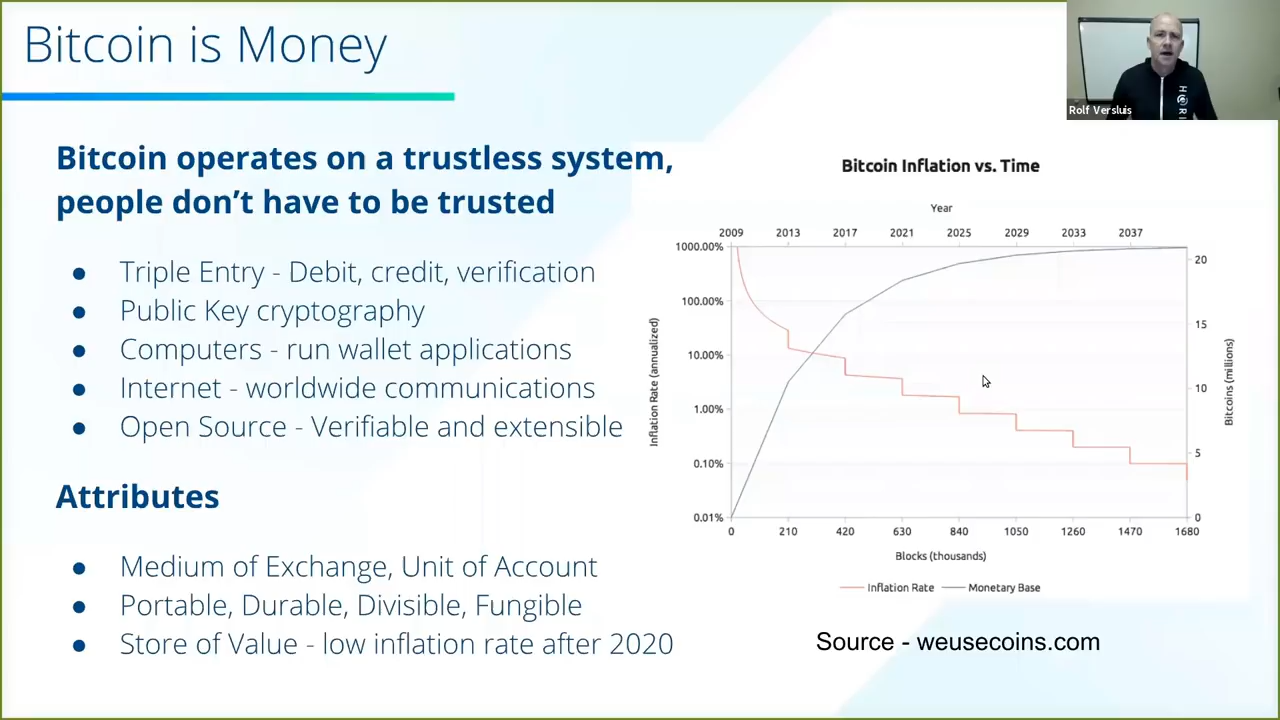 Bitcoin is Money
Rolf Versluis
HORI
Bitcoin operates on a trustless system,
people don’t have to be trusted
● Triple Entry - Debit, credit, verification
● Public Key cryptography
● Computers - run wallet applications
● Internet - worldwide communications
● Open Source - Verifiable and extensible
Attributes
● Medium of Exchange, Unit of Account
● Portable, Durable, Divisible, Fungible
● Store of Value - low inflation rate after 2020
Bitcoin Inflation vs. Time
Year
2009 2013 2017 2021 2025 2029 2033 2037
1000.00%
100.00%
10.00%
1.00%
0.10%
0.01%
Inflation Rate (annualized)
20
15
10
5
0
Bitcoins (millions)
0 210 420 630 840 1050 1260 1470 1680
Blocks (thousands)
Inflation Rate Monetary Base
Source - weusecoins.com